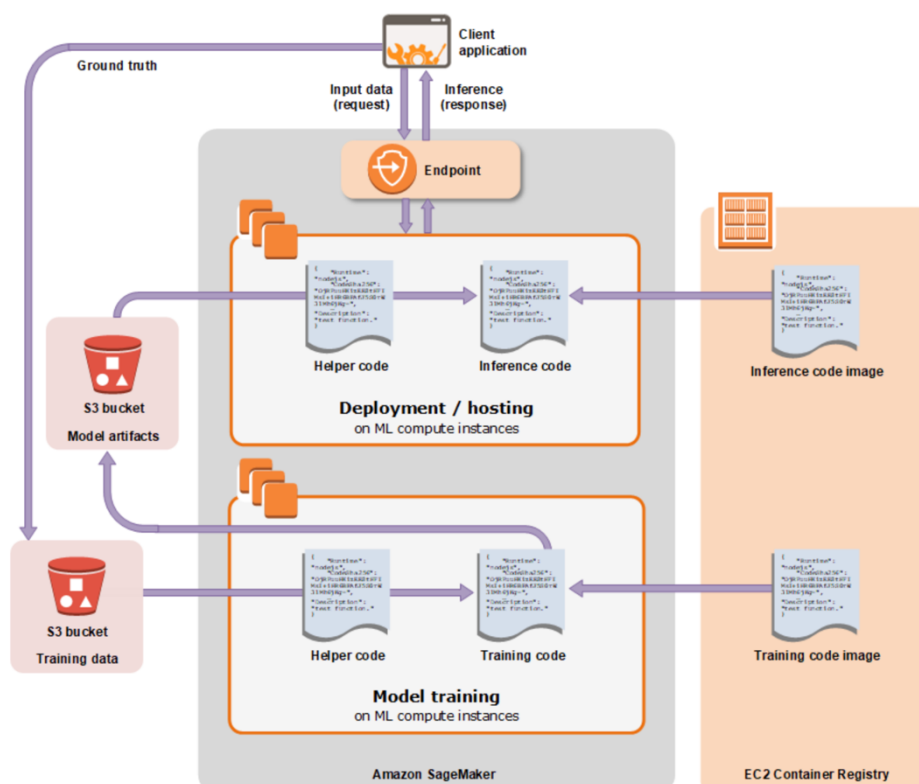 Client
application
Ground truth
Input data
(request)
Inference
(response)
Endpoint
Helper code
Inference code
Inference code image
Deployment / hosting
on ML compute instances
S3 bucket
Model artifacts
Helper code
Training code
Training code image
S3 bucket
Training data
Model training
on ML compute instances
Amazon SageMaker
EC2 Container Registry